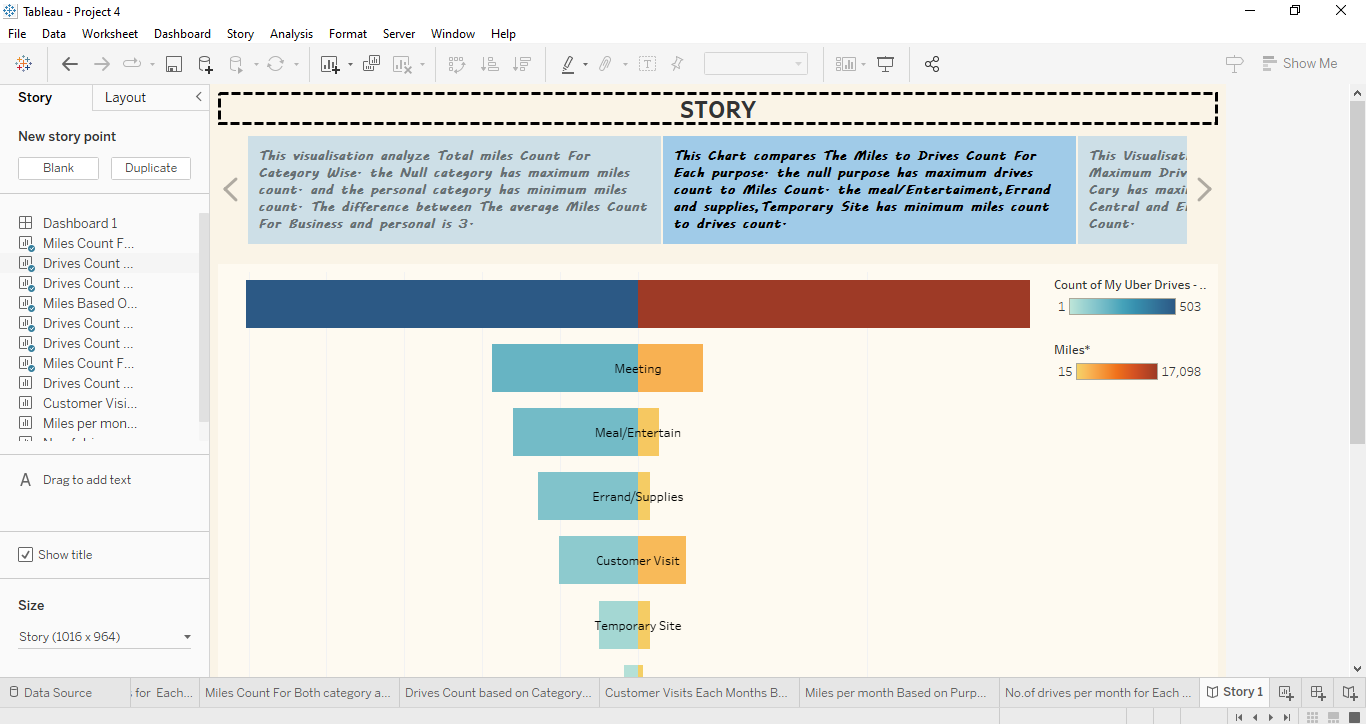 Tableau - Project 4
File Data Worksheet Dashboard Story Analysis Format Server Window Help
Show Me
Story Layout
New story point
Blank Duplicate
Dashboard 1
Miles Count F...
Drives Count ...
Drives Count ...
Miles Based O...
Drives Count ...
Drives Count ...
Miles Count F...
Drives Count ...
Customer Visi...
Miles per mon...
A Drag to add text
Show title
Size
Story (1016 x 964)
STORY
This visualisation analyze Total miles Count For
Category Wise. the Null category has maximum miles
count. and the personal category has minimum miles
count. The difference between The average Miles Count
For Business and personal is 3.
This Chart compares The Miles to Drives Count For
Each purpose. the null purpose has maximum drives
count to Miles Count. the meal/Entertaiment,Errand
and supplies,Temporary Site has minimum miles count
to drives count.
This Visualisat
Maximum Driv
Cary has maxi
Central and E
Count.
Meeting
Meal/Entertain
Errand/Supplies
Customer Visit
Temporary Site
Count of My Uber Drives - ..
1 503
Miles*
15 17,098
Data Source
s for Each...
Miles Count For Both category a...
Drives Count based on Category...
Customer Visits Each Months B...
Miles per month Based on Purp...
No.of drives per month for Each ...
Story 1